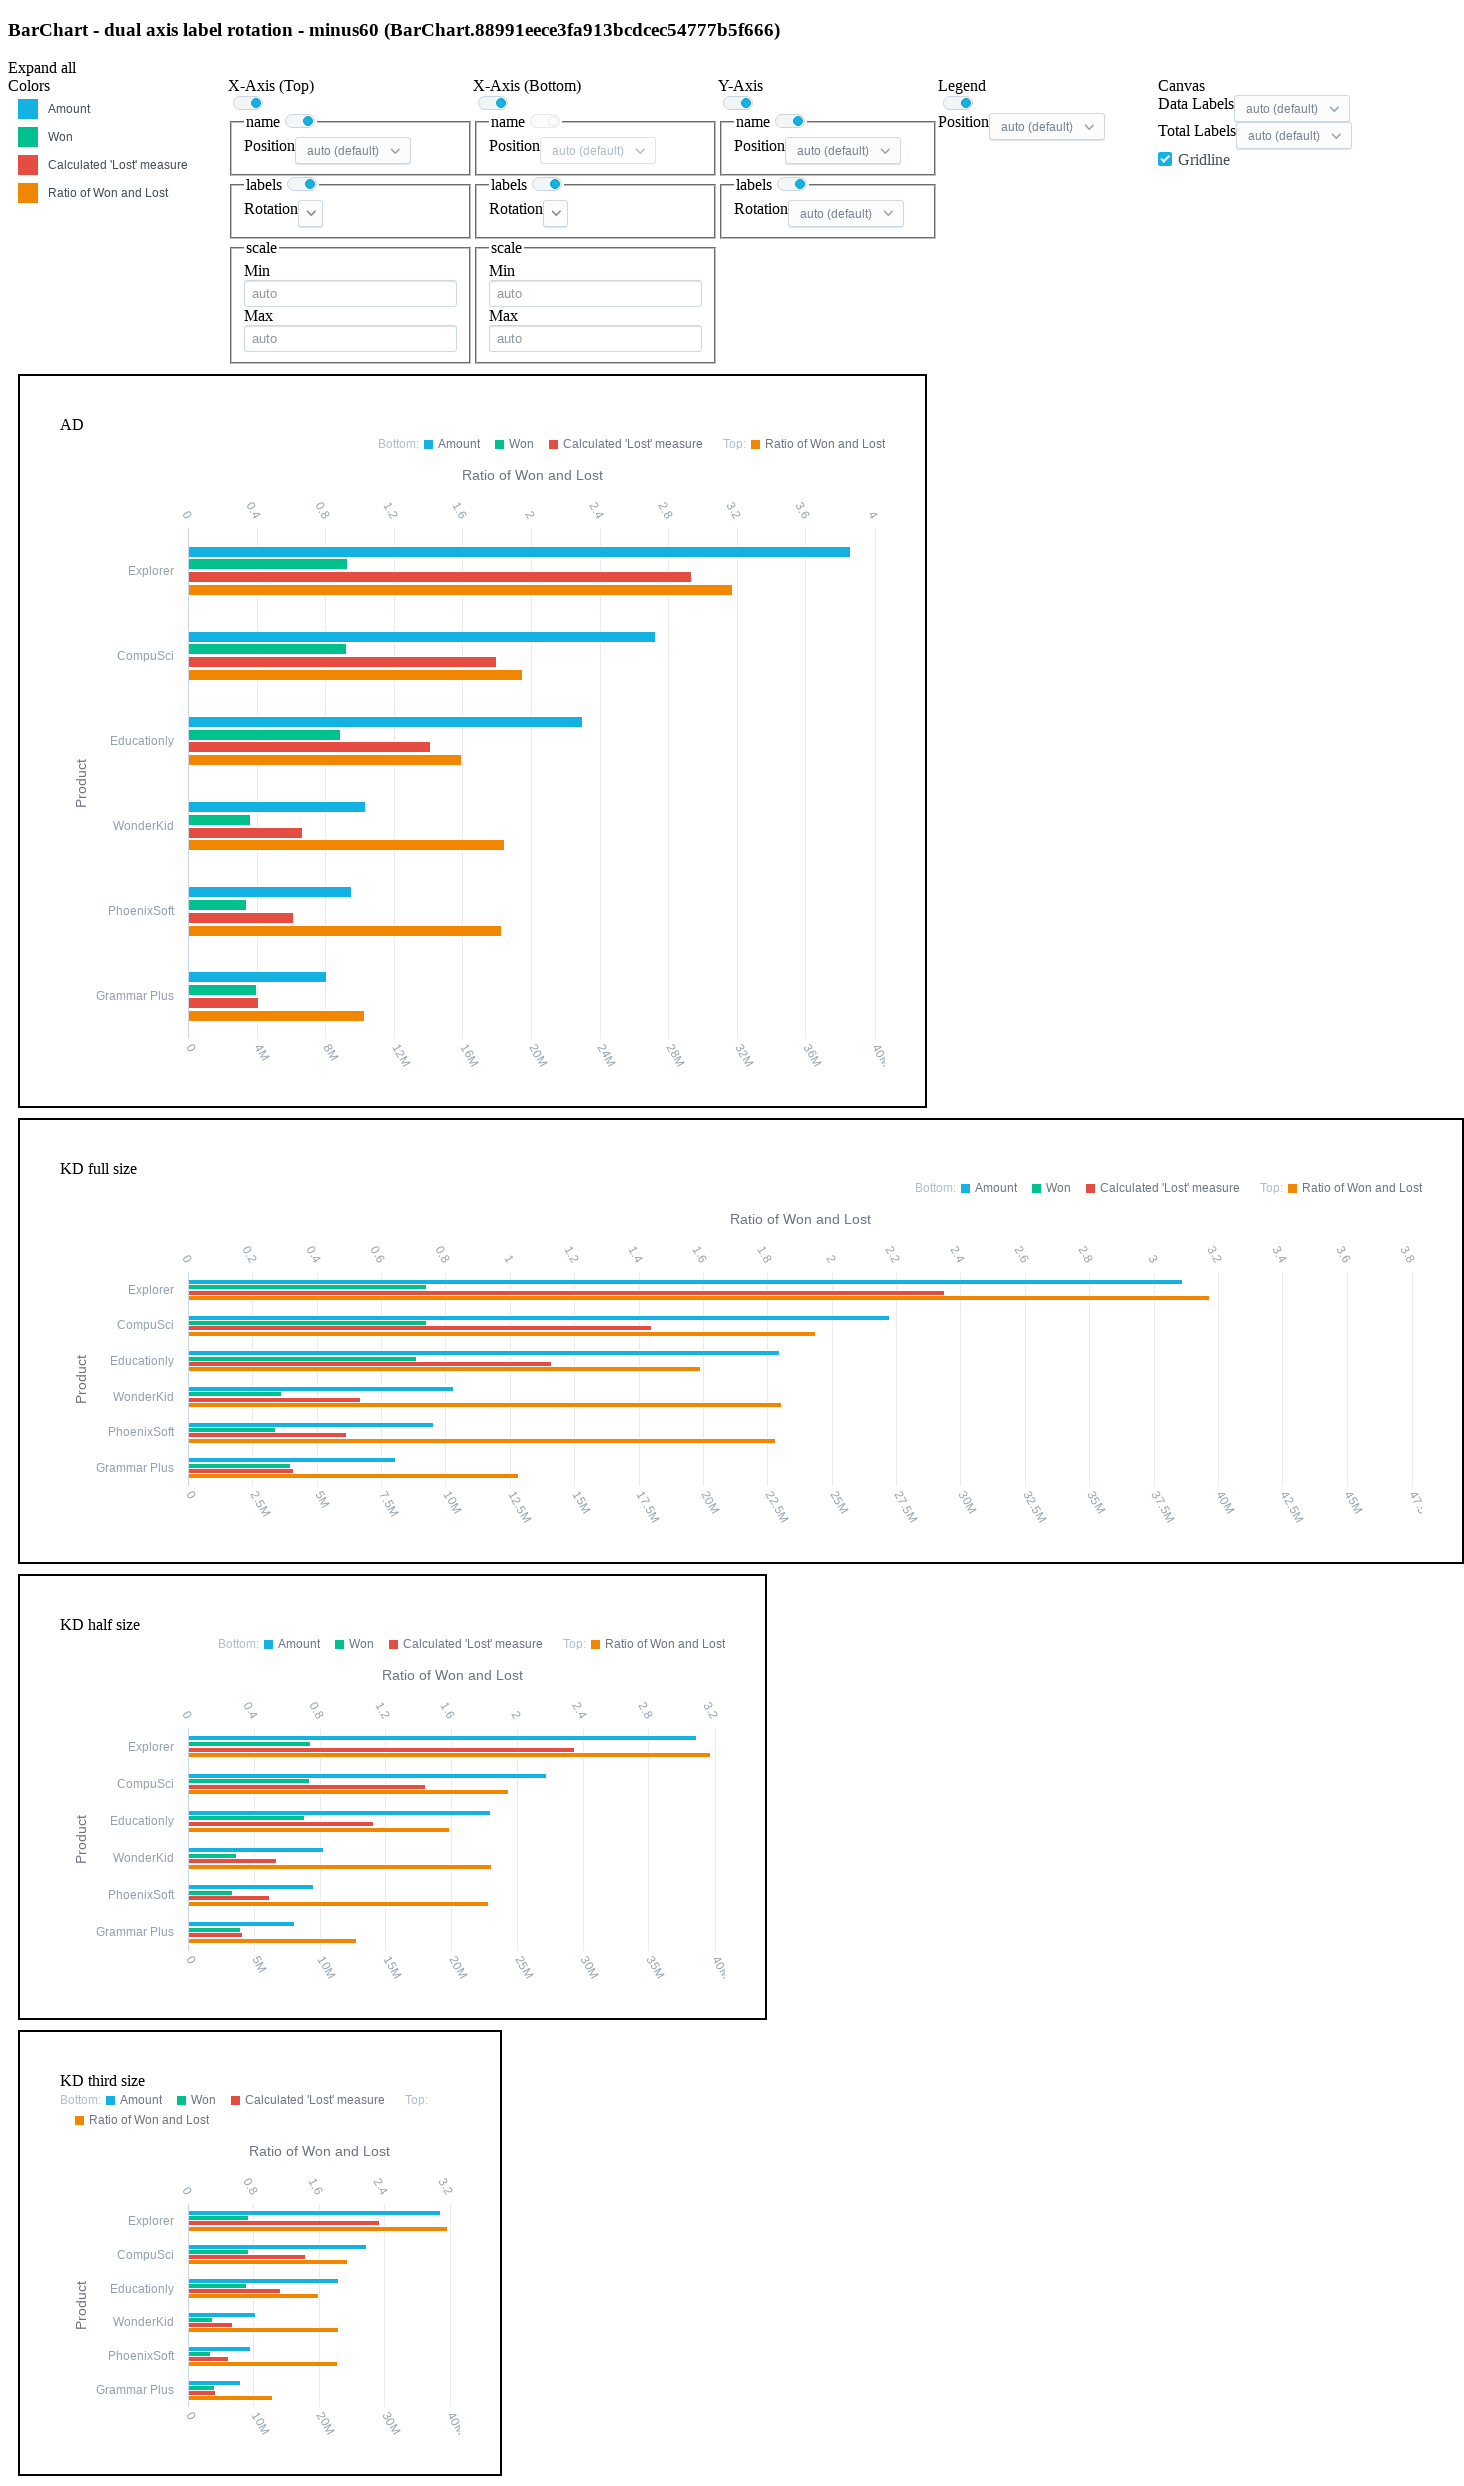 BarChart - dual axis label rotation - minus60 (BarChart.88991eece3fa913bcdcec54777b5f666)
Expand all
Colors
Amount
Won
Calculated 'Lost' measure
Ratio of Won and Lost
X-Axis (Top)
name
Position auto (default)
labels
Rotation
scale
Min
auto
Max
auto
X-Axis (Bottom)
name
Position auto (default)
labels
Rotation
scale
Min
auto
Max
auto
Y-Axis
name
Position auto (default)
labels
Rotation auto (default)
Legend
Position auto (default)
Canvas
Data Labels auto (default)
Total Labels auto (default)
Gridline
AD
Bottom: Amount Won Calculated 'Lost' measure Top: Ratio of Won and Lost
Ratio of Won and Lost
0 0.4 0.8 1.2 1.6 2 2.4 2.8 3.2 3.6 4
Explorer
CompuSci
Educationly
Product
WonderKid
PhoenixSoft
Grammar Plus
0 4M 8M 12M 16M 20M 24M 28M 32M 36M 40M
KD full size
Bottom: Amount Won Calculated 'Lost' measure Top: Ratio of Won and Lost
Ratio of Won and Lost
0 0.2 0.4 0.6 0.8 1 1.2 1.4 1.6 1.8 2 2.2 2.4 2.6 2.8 3 3.2 3.4 3.6 3.8
Explorer
CompuSci
Educationly
Product
WonderKid
PhoenixSoft
Grammar Plus
0 2.5M 5M 7.5M 10M 12.5M 15M 17.5M 20M 22.5M 25M 27.5M 30M 32.5M 35M 37.5M 40M 42.5M 45M
KD half size
Bottom: Amount Won Calculated 'Lost' measure Top: Ratio of Won and Lost
Ratio of Won and Lost
0 0.4 0.8 1.2 1.6 2 2.4 2.8 3.2
Explorer
CompuSci
Educationly
Product
WonderKid
PhoenixSoft
Grammar Plus
0 5M 10M 15M 20M 25M 30M 35M 40M
KD third size
Bottom: Amount Won Calculated 'Lost' measure Top:
Ratio of Won and Lost
Ratio of Won and Lost
0 0.8 1.6 2.4 3.2
Explorer
CompuSci
Educationly
Product
WonderKid
PhoenixSoft
Grammar Plus
0 10M 20M 30M 40M